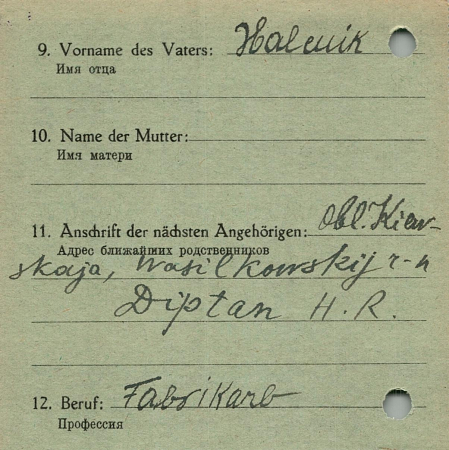 9. Vorname des Vaters: Halenik
Имя отца
10. Name der Mutter:
Имя матери
11. Anschrift der nächsten Angehörigen: Obl. Kiew-
Адрес ближайших родственников
skaja, Wasilkowskij r-n
Diptan H. R.
12. Beruf: Fabrikarb
Профессия